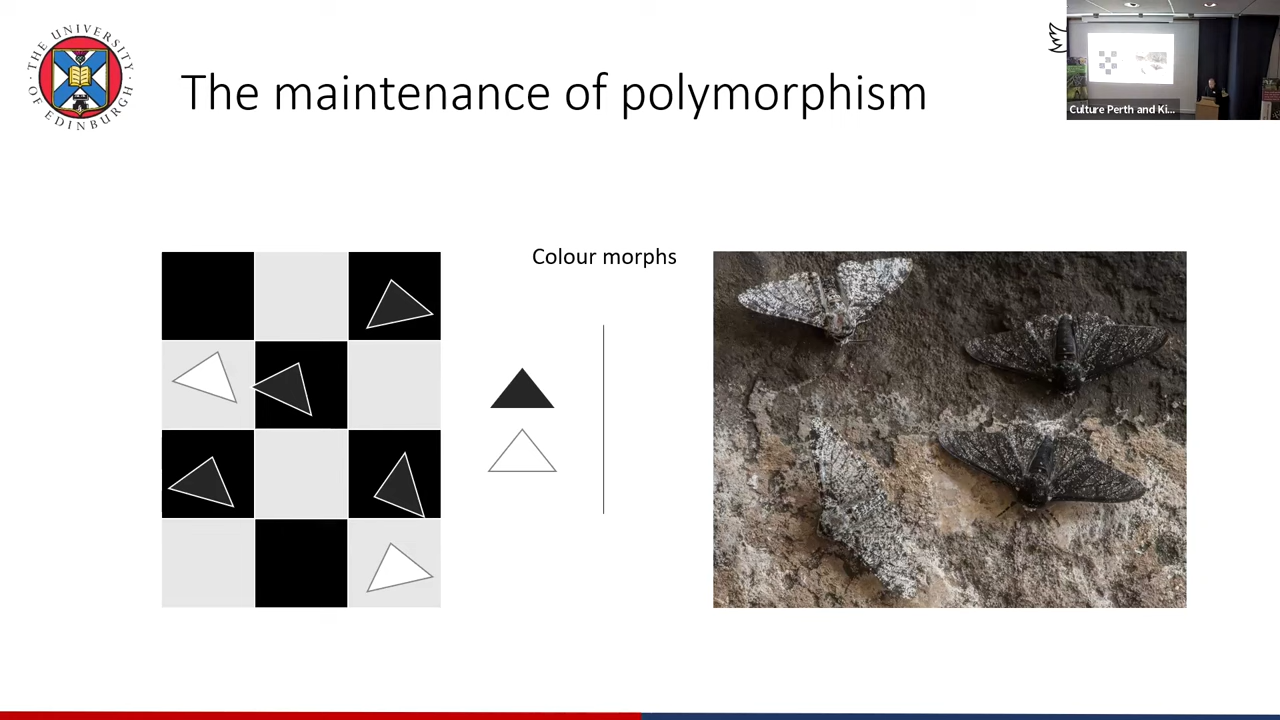 THE UNIVERSITY OF EDINBURGH
The maintenance of polymorphism
Culture Perth and Ki...
Colour morphs